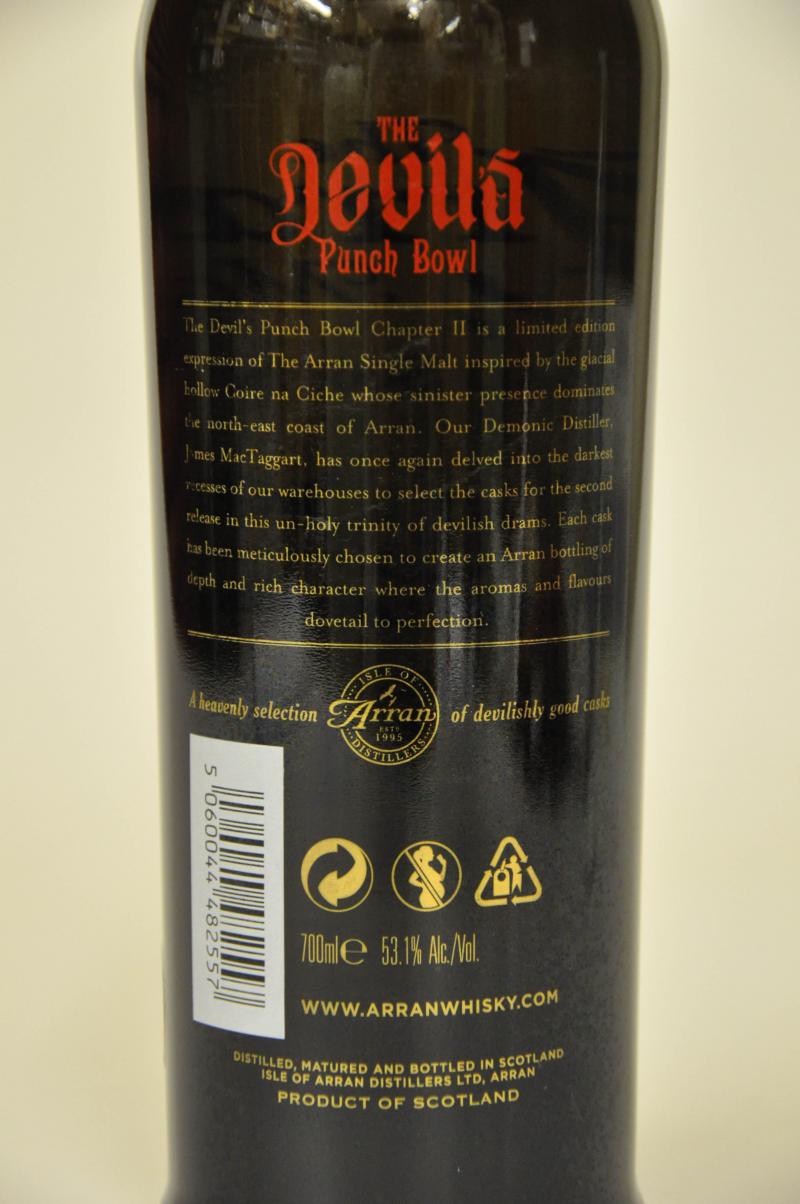 THE
Devil's
Punch Bowl
The Devil's Punch Bowl Chapter II is a limited edition
expression of The Arran Single Malt inspired by the glacial
hollow Coire na Ciche whose sinister presence dominates
the north-east coast of Arran. Our Demonic Distiller,
James MacTaggart, has once again delved into the darkest
recesses of our warehouses to select the casks for the second
release in this un-holy trinity of devilish drams. Each cask
has been meticulously chosen to create an Arran bottling of
depth and rich character where the aromas and flavours
dovetail to perfection.
A heavenly selection
ISLE OF
Arran
ESTD
1995
DISTILLERS
of devilishly good casks
5 060044 482557
700ml e 53.1% Alc./Vol.
WWW.ARRANWHISKY.COM
DISTILLED, MATURED AND BOTTLED IN SCOTLAND
ISLE OF ARRAN DISTILLERS LTD, ARRAN
PRODUCT OF SCOTLAND